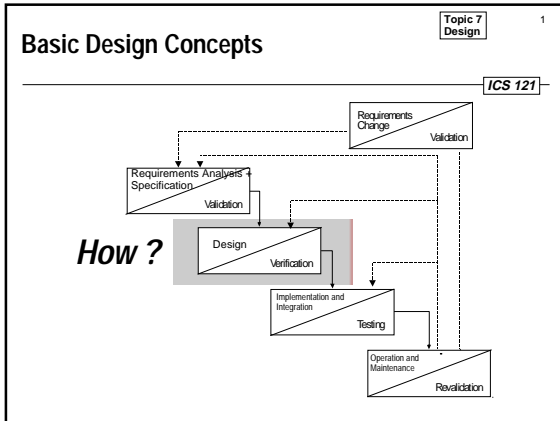 Topic 7
Design
1
Basic Design Concepts
ICS 121
Requirements
Change
Validation
Requirements Analysis +
Specification
Validation
How ?
Design
Verification
Implementation and
Integration
Testing
Operation and
Maintenance
Revalidation